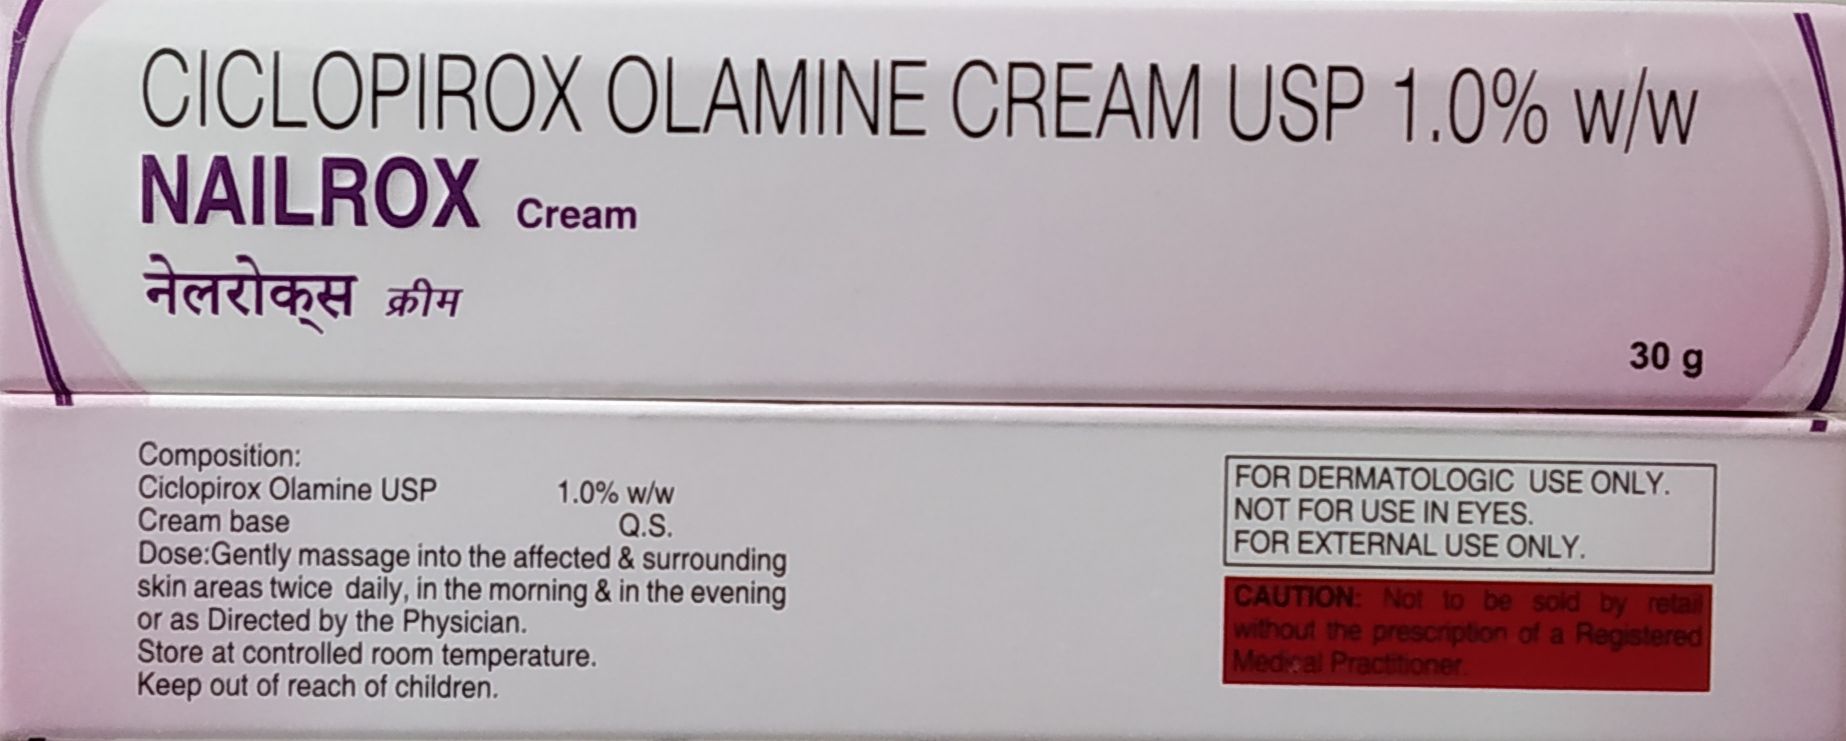 CICLOPIROX OLAMINE CREAM USP 1.0% w/w
NAILROX Cream
नेलरोक्स क्रीम
30 g
Composition:
Ciclopirox Olamine USP 1.0% w/w
Cream base Q.S.
Dose:Gently massage into the affected & surrounding
skin areas twice daily, in the morning & in the evening
or as Directed by the Physician.
Store at controlled room temperature.
Keep out of reach of children.
FOR DERMATOLOGIC USE ONLY.
NOT FOR USE IN EYES.
FOR EXTERNAL USE ONLY.
CAUTION: Not to be sold by retail
without the prescription of a Registered
Medical Practitioner.